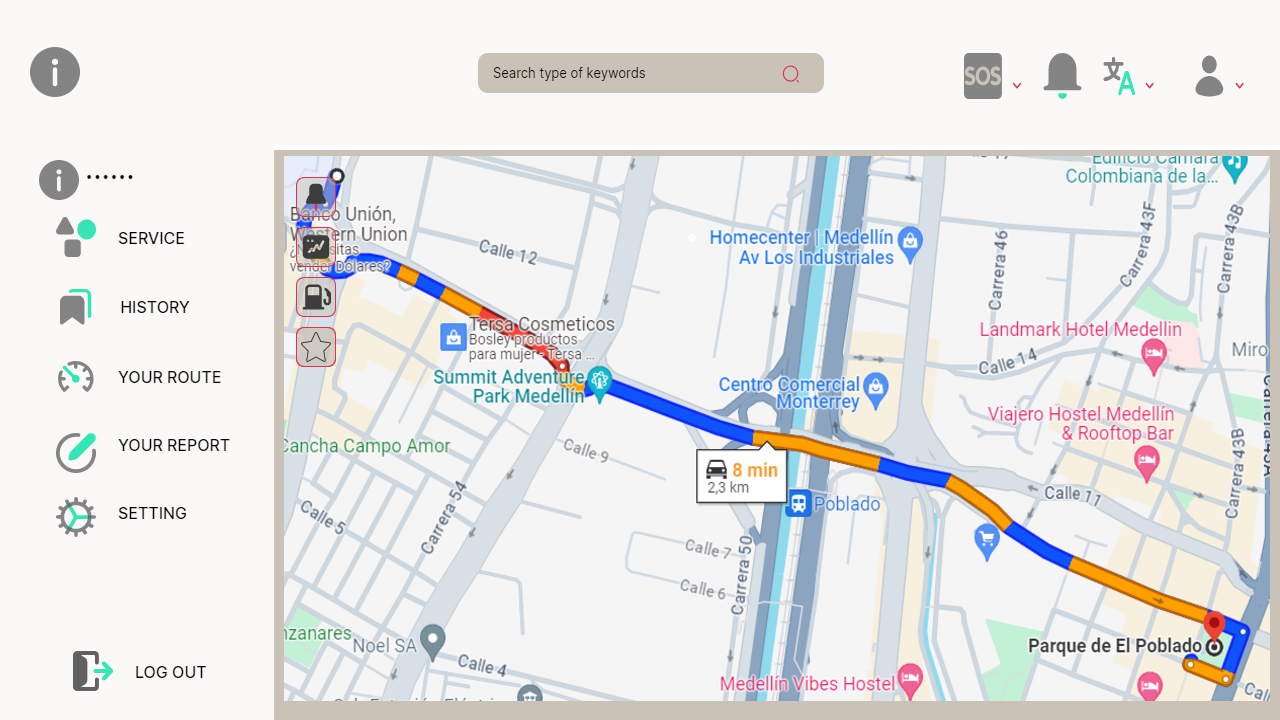 Search type of keywords
SOS
文A
......
SERVICE
HISTORY
YOUR ROUTE
YOUR REPORT
SETTING
LOG OUT
Edificio Cámara
Colombiana de la...
Banco Unión,
Western Union
vender Dólares?
Calle 12
Homecenter | Medellín
Av Los Industriales
Carrera 46
Carrera 43F
Carrera 43B
Tersa Cosmeticos
Bosley productos
para mujer - Tersa ...
Landmark Hotel Medellin
Calle 14
Miro
Summit Adventure
Park Medellín
Centro Comercial
Monterrey
Viajero Hostel Medellín
& Rooftop Bar
Cancha Campo Amor
Calle 9
Carrera 43B
8 min
2,3 km
Poblado
Calle 11
Carrera 54
Calle 5
Calle 7
Carrera 50
Calle 6
nzanares
Noel SA
Parque de El Poblado
Calle 4
Medellín Vibes Hostel
Call